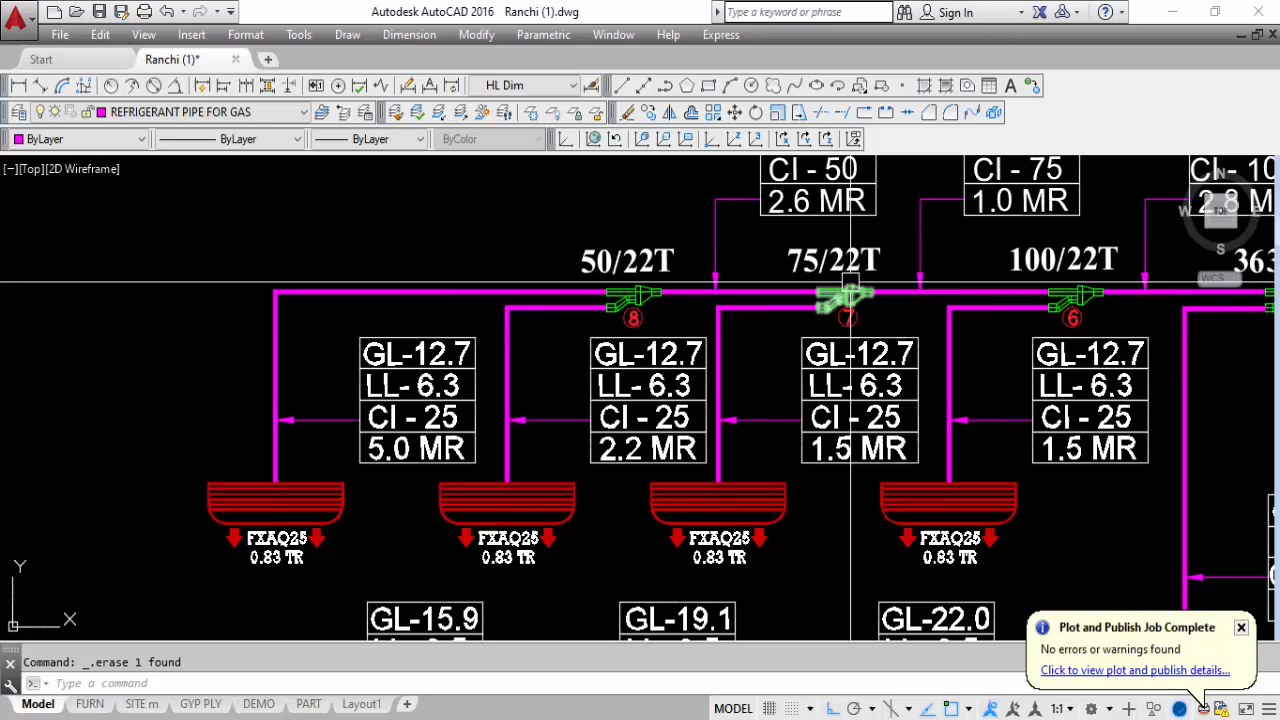 Autodesk AutoCAD 2016   Ranchi (1).dwg
Type a keyword or phrase
Sign In
File Edit View Insert Format Tools Draw Dimension Modify Parametric Window Help Express
Start
Ranchi (1)*
HL Dim
REFRIGERANT PIPE FOR GAS
ByLayer
ByLayer
ByLayer
ByColor
[−][Top][2D Wireframe]
CI - 50
2.6 MR
CI - 75
1.0 MR
CI- 10
2.8 M
N
W
S
WCS
50/22T
75/22T
100/22T
363
8
7
6
GL-12.7
LL- 6.3
CI - 25
5.0 MR
GL-12.7
LL- 6.3
CI - 25
2.2 MR
GL-12.7
LL- 6.3
CI - 25
1.5 MR
GL-12.7
LL- 6.3
CI - 25
1.5 MR
FXAQ25
0.83 TR
FXAQ25
0.83 TR
FXAQ25
0.83 TR
FXAQ25
0.83 TR
GL-15.9
GL-19.1
GL-22.0
Y
X
Plot and Publish Job Complete
No errors or warnings found
Click to view plot and publish details...
Command: _.erase 1 found
Type a command
Model FURN SITE m GYP PLY DEMO PART Layout1
MODEL
1:1